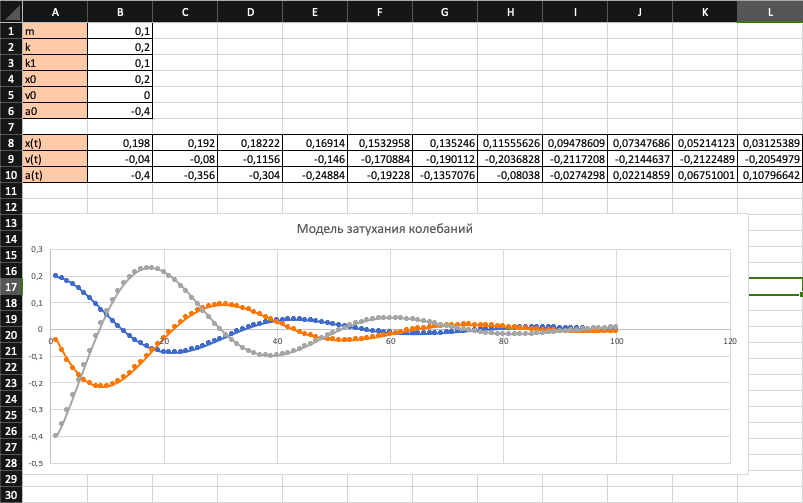 A B C D E F G H I J K L
1 m 0,1
2 k 0,2
3 k1 0,1
4 x0 0,2
5 v0 0
6 a0 -0,4
7
8 x(t) 0,198 0,192 0,18222 0,16914 0,1532958 0,135246 0,11555626 0,09478609 0,07347686 0,05214123 0,03125389
9 v(t) -0,04 -0,08 -0,1156 -0,146 -0,170884 -0,190112 -0,2036828 -0,2117208 -0,2144637 -0,2122489 -0,2054979
10 a(t) -0,4 -0,356 -0,304 -0,24884 -0,19228 -0,1357076 -0,08038 -0,0274298 0,02214859 0,06751001 0,10796642
11
12
13 Модель затухания колебаний
14
15 0,3
16 0,2
17
18 0,1
19
20 0
21 0 20 40 60 80 100 120
22 -0,1
23 -0,2
24
25 -0,3
26
27 -0,4
28 -0,5
29
30